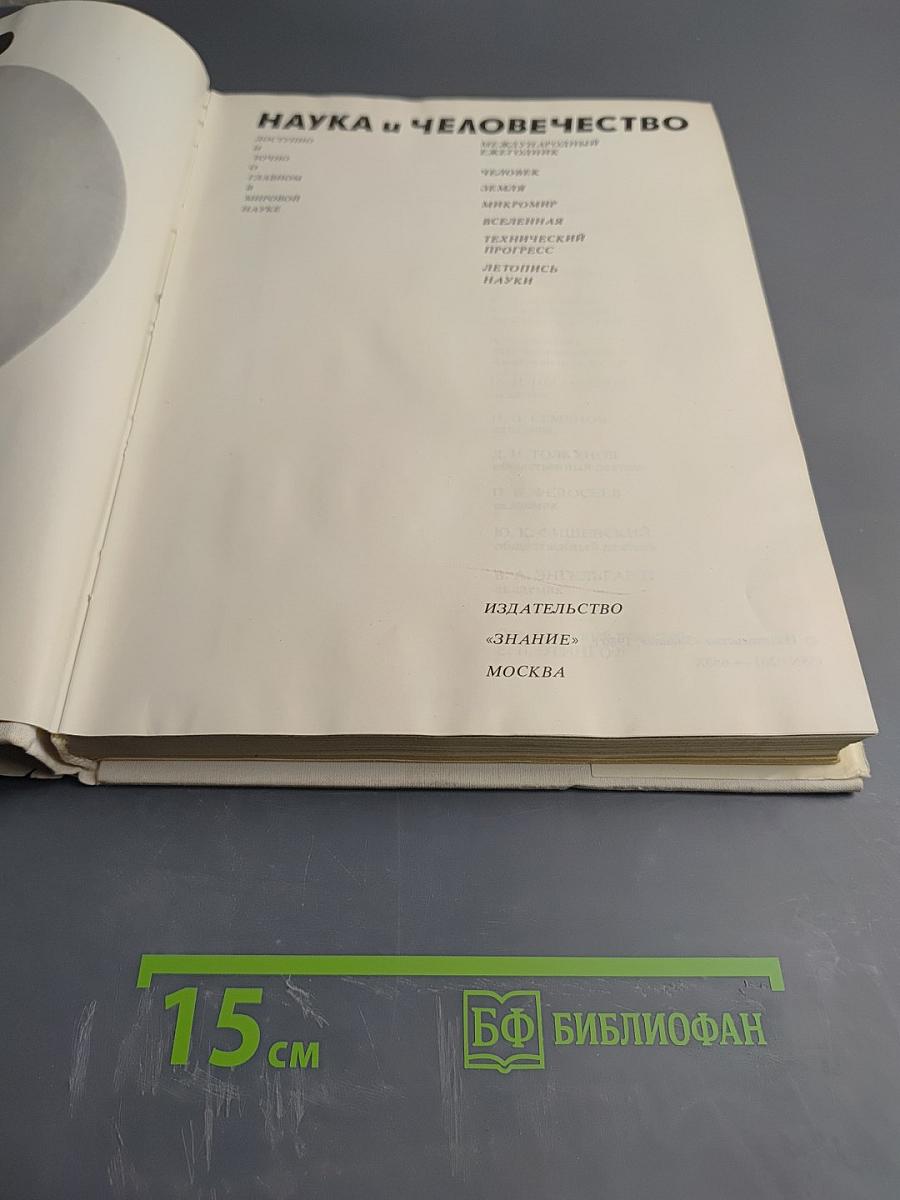 НАУКА и ЧЕЛОВЕЧЕСТВО
ДОСТУПНО
И
ТОЧНО
О
ГЛАВНОМ
В
МИРОВОЙ
НАУКЕ
МЕЖДУНАРОДНЫЙ
ЕЖЕГОДНИК
ЧЕЛОВЕК
ЗЕМЛЯ
МИКРОМИР
ВСЕЛЕННАЯ
ТЕХНИЧЕСКИЙ
ПРОГРЕСС
ЛЕТОПИСЬ
НАУКИ
ИЗДАТЕЛЬСТВО
«ЗНАНИЕ»
МОСКВА
15 см
БФ БИБЛИОФАН